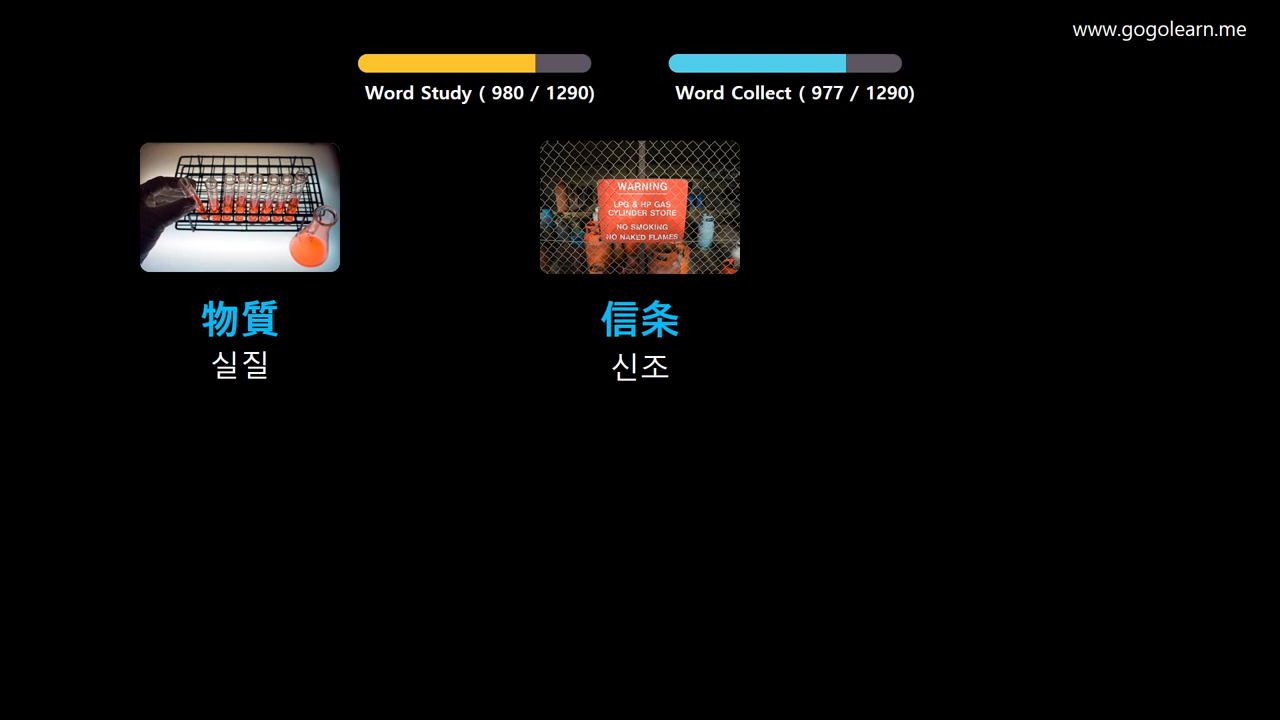 www.gogolearn.me
Word Study ( 980 / 1290)
Word Collect ( 977 / 1290)
WARNING
LPG & HP GAS
CYLINDER STORE
NO SMOKING
NO NAKED FLAMES
物質
실질
信条
신조